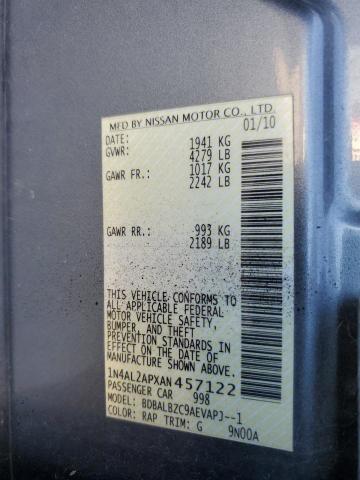 MFD BY NISSAN MOTOR CO., LTD.
DATE: 01/10
GVWR: 1941 KG
4279 LB
GAWR FR: 1017 KG
2242 LB
GAWR RR: 993 KG
2189 LB
THIS VEHICLE CONFORMS TO
ALL APPLICABLE FEDERAL
MOTOR VEHICLE SAFETY,
BUMPER, AND THEFT
PREVENTION STANDARDS IN
EFFECT ON THE DATE OF
MANUFACTURE SHOWN ABOVE.
1N4AL2APXAN457122
PASSENGER CAR 998
MODEL: BDBALBZC9AEVAPJ--1
COLOR: RAP TRIM: G 9N00A